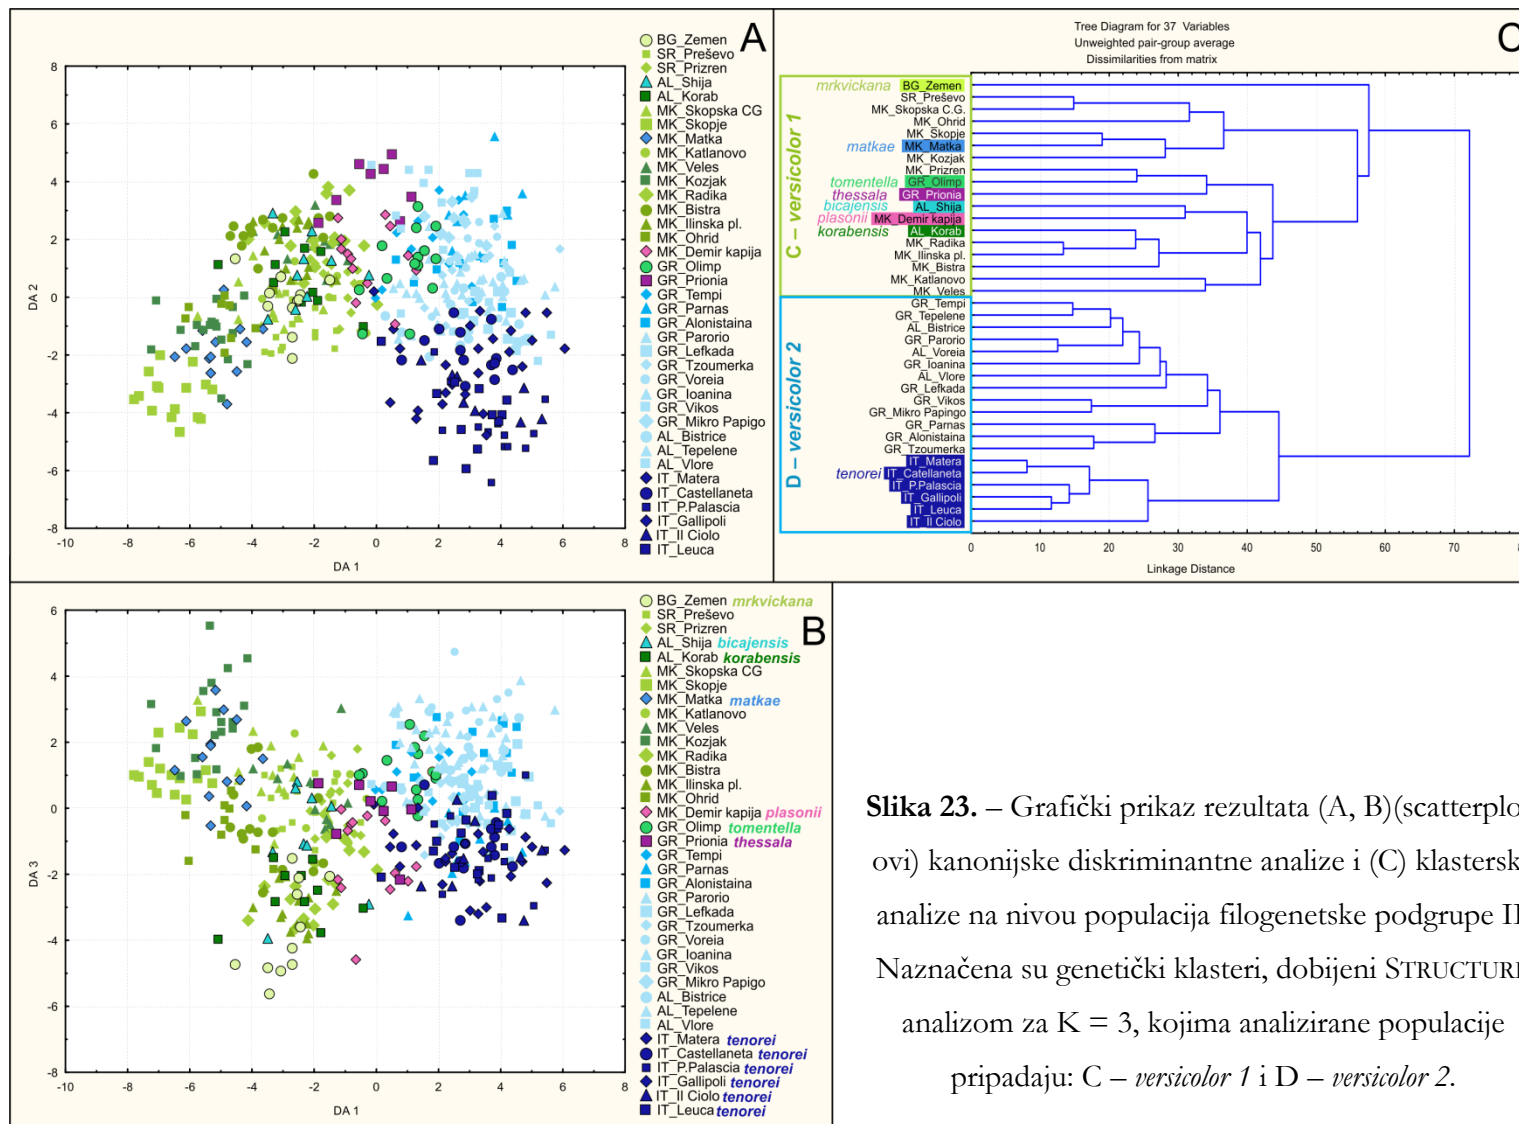 A
BG_Zemen
SR_Preševo
SR_Prizren
AL_Shija
AL_Korab
MK_Skopska CG
MK_Skopje
MK_Matka
MK_Katlanovo
MK_Veles
MK_Kozjak
MK_Radika
MK_Bistra
MK_Ilinska pl.
MK_Ohrid
MK_Demir kapija
GR_Olimp
GR_Prionia
GR_Tempi
GR_Parnas
GR_Alonistaina
GR_Parorio
GR_Lefkada
GR_Tzoumerka
GR_Voreia
GR_Ioanina
GR_Vikos
GR_Mikro Papigo
AL_Bistrice
AL_Tepelene
AL_Vlore
IT_Matera
IT_Castellaneta
IT_P.Palascia
IT_Gallipoli
IT_Il Ciolo
IT_Leuca
8
6
4
2
0
-2
-4
-6
-8
DA 2
-10 -8 -6 -4 -2 0 2 4 6 8
DA 1
Tree Diagram for 37 Variables
Unweighted pair-group average
Dissimilarities from matrix
C – versicolor 1
D – versicolor 2
mrkvickana BG_Zemen
SR_Preševo
MK_Skopska C.G.
MK_Ohrid
MK_Skopje
matkae MK_Matka
MK_Kozjak
MK_Prizren
tomentella GR_Olimp
thessala GR_Prionia
bicajensis AL_Shija
plasonii MK_Demir kapija
korabensis AL_Korab
MK_Radika
MK_Ilinska pl.
MK_Bistra
MK_Katlanovo
MK_Veles
GR_Tempi
GR_Tepelene
AL_Bistrice
GR_Parorio
AL_Voreia
GR_Ioanina
AL_Vlore
GR_Lefkada
GR_Vikos
GR_Mikro Papingo
GR_Parnas
GR_Alonistaina
GR_Tzoumerka
IT_Matera
tenorei IT_Catellaneta
IT_P.Palascia
IT_Gallipoli
IT_Leuca
IT_Il Ciolo
0 10 20 30 40 50 60 70
Linkage Distance
B
BG_Zemen mrkvickana
SR_Preševo
SR_Prizren
AL_Shija bicajensis
AL_Korab korabensis
MK_Skopska CG
MK_Skopje
MK_Matka matkae
MK_Katlanovo
MK_Veles
MK_Kozjak
MK_Radika
MK_Bistra
MK_Ilinska pl.
MK_Ohrid
MK_Demir kapija plasonii
GR_Olimp tomentella
GR_Prionia thessala
GR_Tempi
GR_Parnas
GR_Alonistaina
GR_Parorio
GR_Lefkada
GR_Tzoumerka
GR_Voreia
GR_Ioanina
GR_Vikos
GR_Mikro Papigo
AL_Bistrice
AL_Tepelene
AL_Vlore
IT_Matera tenorei
IT_Castellaneta tenorei
IT_P.Palascia tenorei
IT_Gallipoli tenorei
IT_Il Ciolo tenorei
IT_Leuca tenorei
6
4
2
0
-2
-4
-6
-8
DA 3
-10 -8 -6 -4 -2 0 2 4 6 8
DA 1
Slika 23. – Grafički prikaz rezultata (A, B)(scatterplo
ovi) kanonijske diskriminantne analize i (C) klastersk
analize na nivou populacija filogenetske podgrupe II
Naznačena su genetički klasteri, dobijeni STRUCTURE
analizom za K = 3, kojima analizirane populacije
pripadaju: C – versicolor 1 i D – versicolor 2.